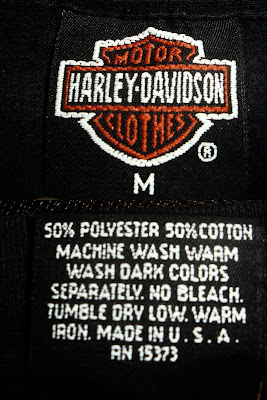 MOTOR
HARLEY-DAVIDSON
CLOTHES
®
M
50% POLYESTER 50% COTTON
MACHINE WASH WARM
WASH DARK COLORS
SEPARATELY. NO BLEACH.
TUMBLE DRY LOW. WARM
IRON. MADE IN U.S.A.
RN 15373